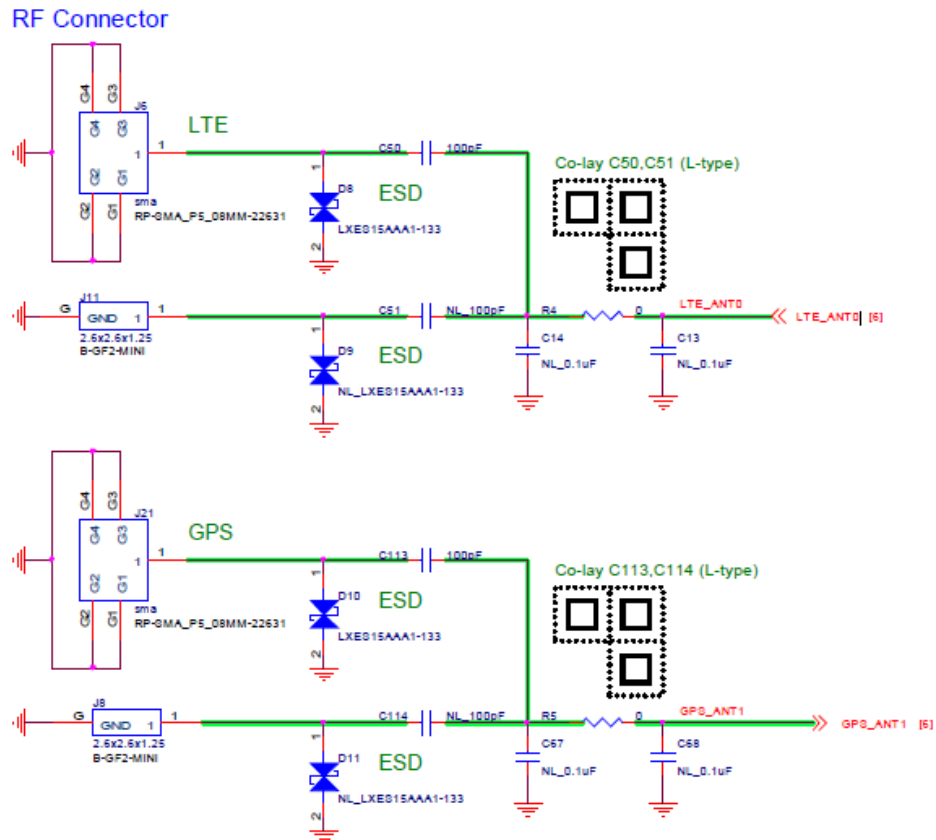 RF Connector
G4
G3
J6
G4
G3
LTE
1
1
C50
100pF
Co-lay C50,C51 (L-type)
G2
G1
G2
G1
sma
RP-SMA_P5_08MM-22631
1
D8
ESD
LXES15AAA1-133
2
J11
G
GND
1
1
2.6x2.6x1.25
B-GF2-MINI
C51
NL_100pF
R4
0
LTE_ANT0
LTE_ANT0 [6]
1
D9
ESD
NL_LXES15AAA1-133
2
C14
NL_0.1uF
C13
NL_0.1uF
G4
G3
J21
G4
G3
GPS
1
1
C113
100pF
Co-lay C113,C114 (L-type)
G2
G1
G2
G1
sma
RP-SMA_P5_08MM-22631
1
D10
ESD
LXES15AAA1-133
2
J8
G
GND
1
1
2.6x2.6x1.25
B-GF2-MINI
C114
NL_100pF
R5
0
GPS_ANT1
GPS_ANT1 [6]
1
D11
ESD
NL_LXES15AAA1-133
2
C67
NL_0.1uF
C68
NL_0.1uF